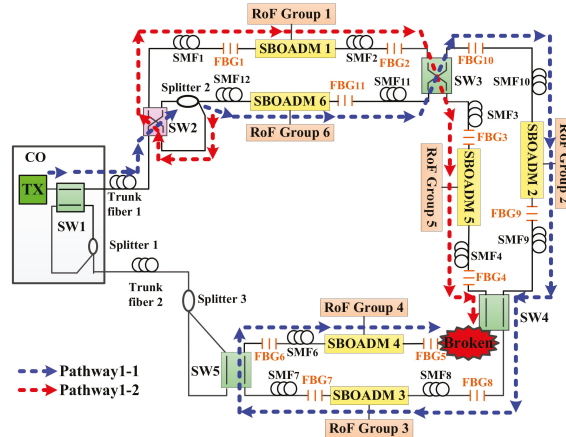 RoF Group 1
SMF1
FBG1
SBOADM 1
SMF2
FBG2
FBG10
SMF10
SMF12
Splitter 2
SBOADM 6
FBG11
SMF11
SW3
SW2
RoF Group 6
SMF3
FBG3
CO
TX
SW1
Trunk
fiber 1
SBOADM 5
RoF Group 5
SBOADM 2
RoF Group 2
FBG9
SMF9
Splitter 1
Trunk
fiber 2
SMF4
FBG4
Splitter 3
RoF Group 4
SW4
FBG6
SMF6
SBOADM 4
FBG5
Broken
SW5
SMF7
FBG7
SBOADM 3
SMF8
FBG8
RoF Group 3
Pathway1-1
Pathway1-2